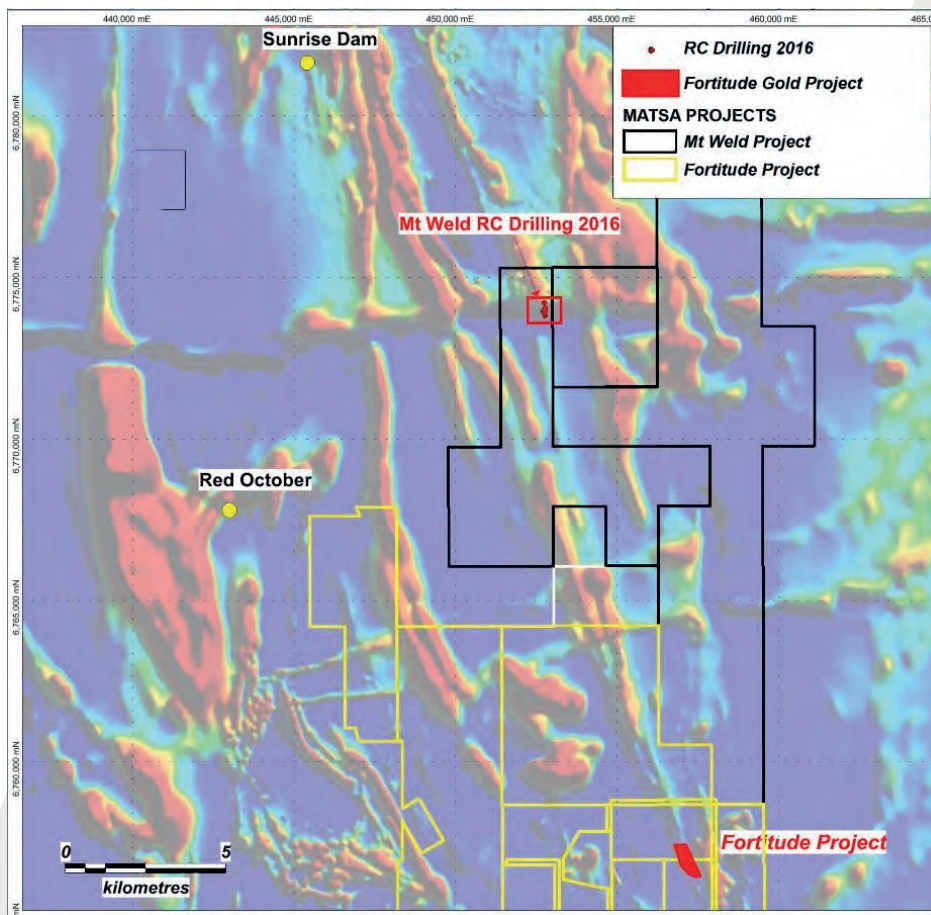 440,000 mE
445,000 mE
450,000 mE
455,000 mE
460,000 mE
Sunrise Dam
RC Drilling 2016
Fortitude Gold Project
MATSA PROJECTS
Mt Weld Project
Fortitude Project
6,780,000 mN
Mt Weld RC Drilling 2016
6,775,000 mN
6,770,000 mN
Red October
6,765,000 mN
6,760,000 mN
Fortitude Project
0 5
kilometres